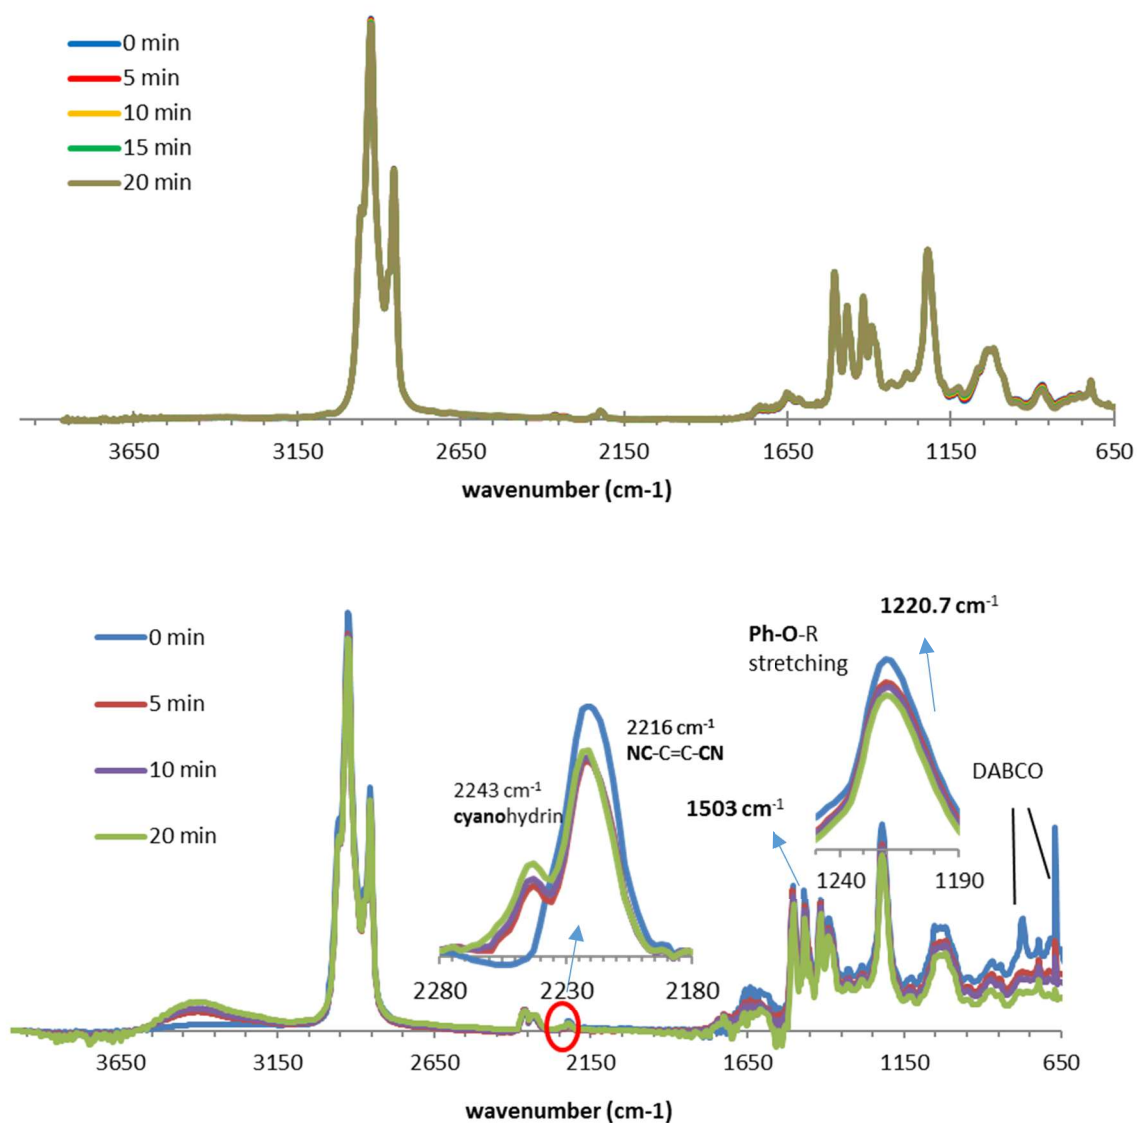 0 min
5 min
10 min
15 min
20 min
3650 3150 2650 2150 1650 1150 650
wavenumber (cm-1)
1220.7 cm-1
Ph-O-R
stretching
0 min
5 min
10 min
20 min
2216 cm-1
NC-C=C-CN
2243 cm-1
cyanohydrin
1503 cm-1
DABCO
1240 1190
2280 2230 2180
3650 3150 2650 2150 1650 1150 650
wavenumber (cm-1)